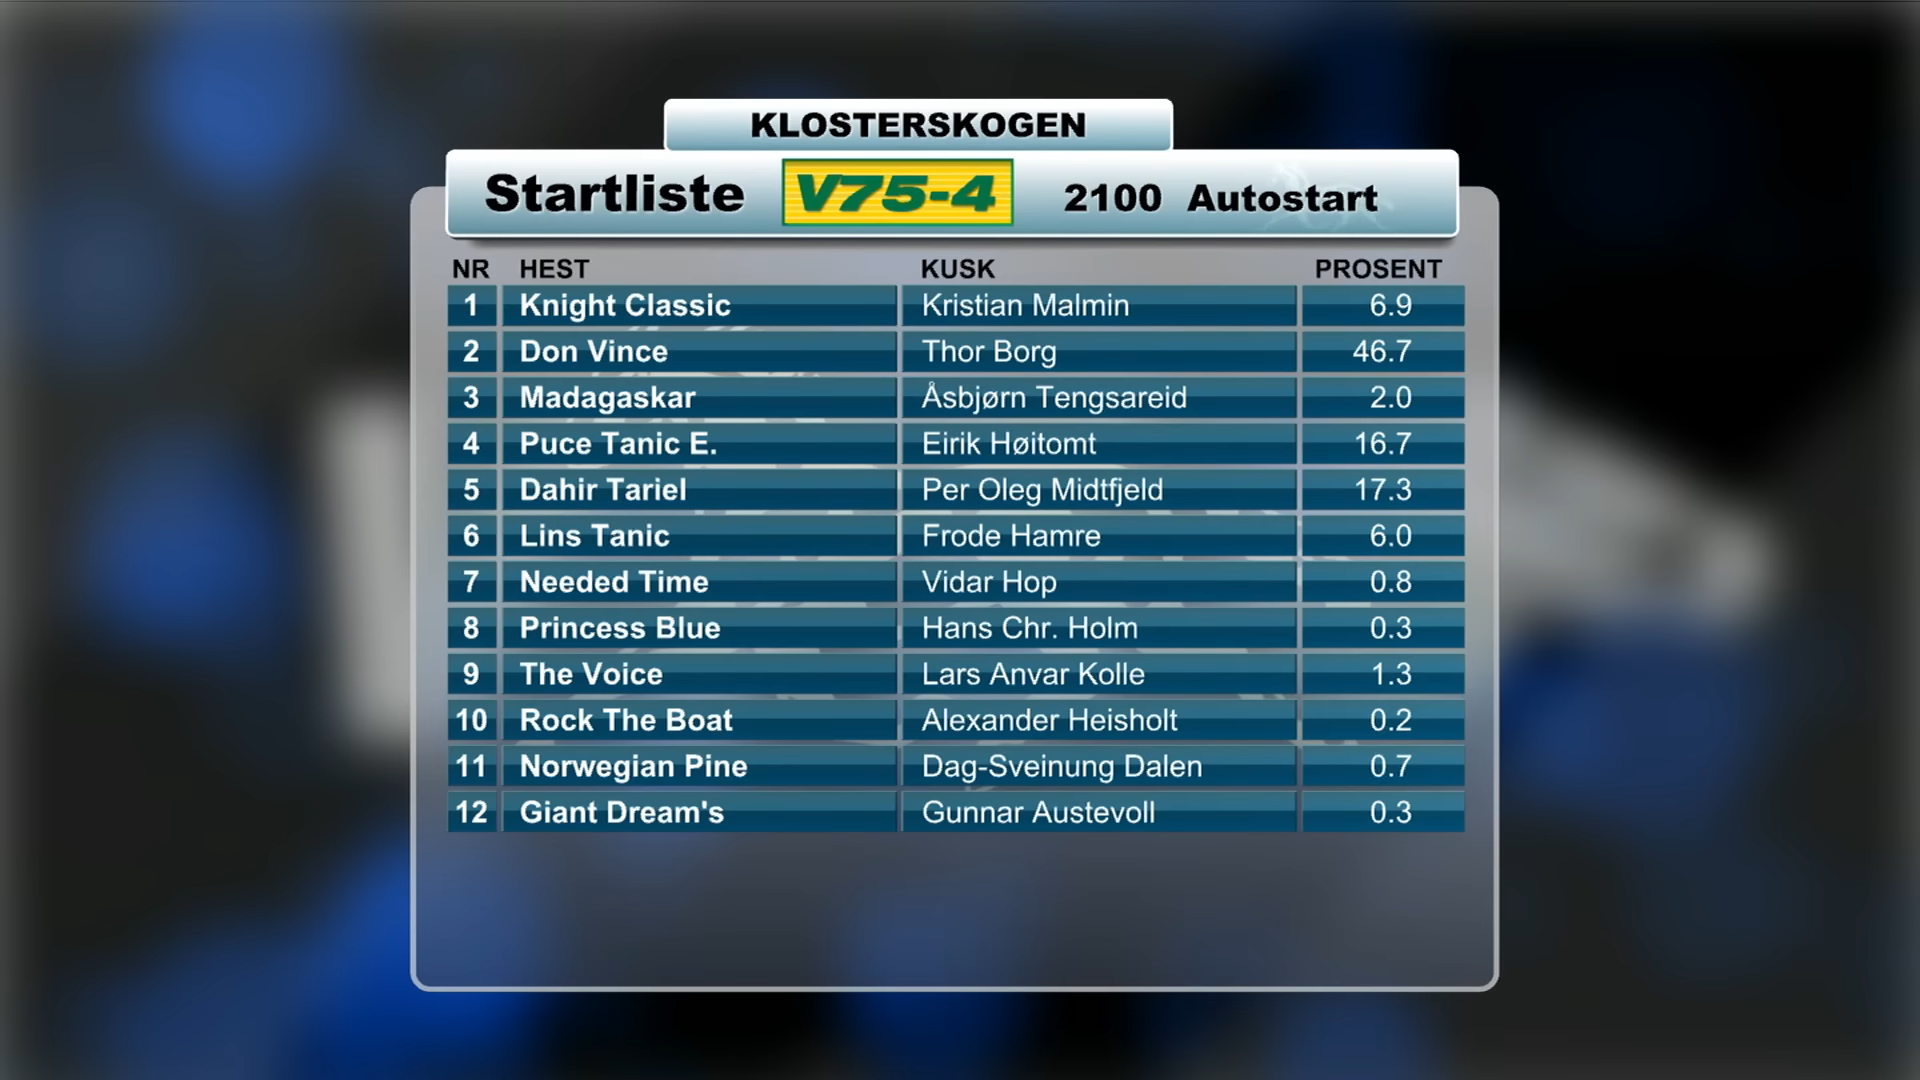 KLOSTERSKOGEN
Startliste V75-4 2100 Autostart
NR HEST KUSK PROSENT
1 Knight Classic Kristian Malmin 6.9
2 Don Vince Thor Borg 46.7
3 Madagaskar Åsbjørn Tengsareid 2.0
4 Puce Tanic E. Eirik Høitomt 16.7
5 Dahir Tariel Per Oleg Midtfjeld 17.3
6 Lins Tanic Frode Hamre 6.0
7 Needed Time Vidar Hop 0.8
8 Princess Blue Hans Chr. Holm 0.3
9 The Voice Lars Anvar Kolle 1.3
10 Rock The Boat Alexander Heisholt 0.2
11 Norwegian Pine Dag-Sveinung Dalen 0.7
12 Giant Dream's Gunnar Austevoll 0.3